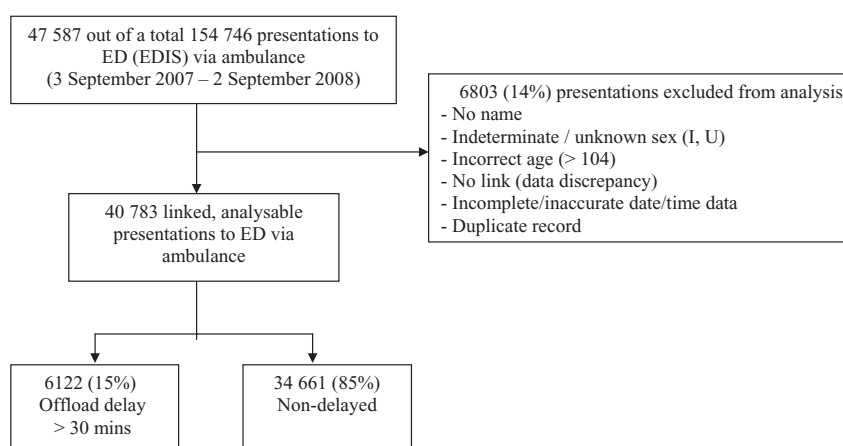 47 587 out of a total 154 746 presentations to
ED (EDIS) via ambulance
(3 September 2007 – 2 September 2008)
6803 (14%) presentations excluded from analysis
- No name
- Indeterminate / unknown sex (I, U)
- Incorrect age (> 104)
- No link (data discrepancy)
- Incomplete/inaccurate date/time data
- Duplicate record
40 783 linked, analysable
presentations to ED via
ambulance
6122 (15%)
Offload delay
> 30 mins
34 661 (85%)
Non-delayed